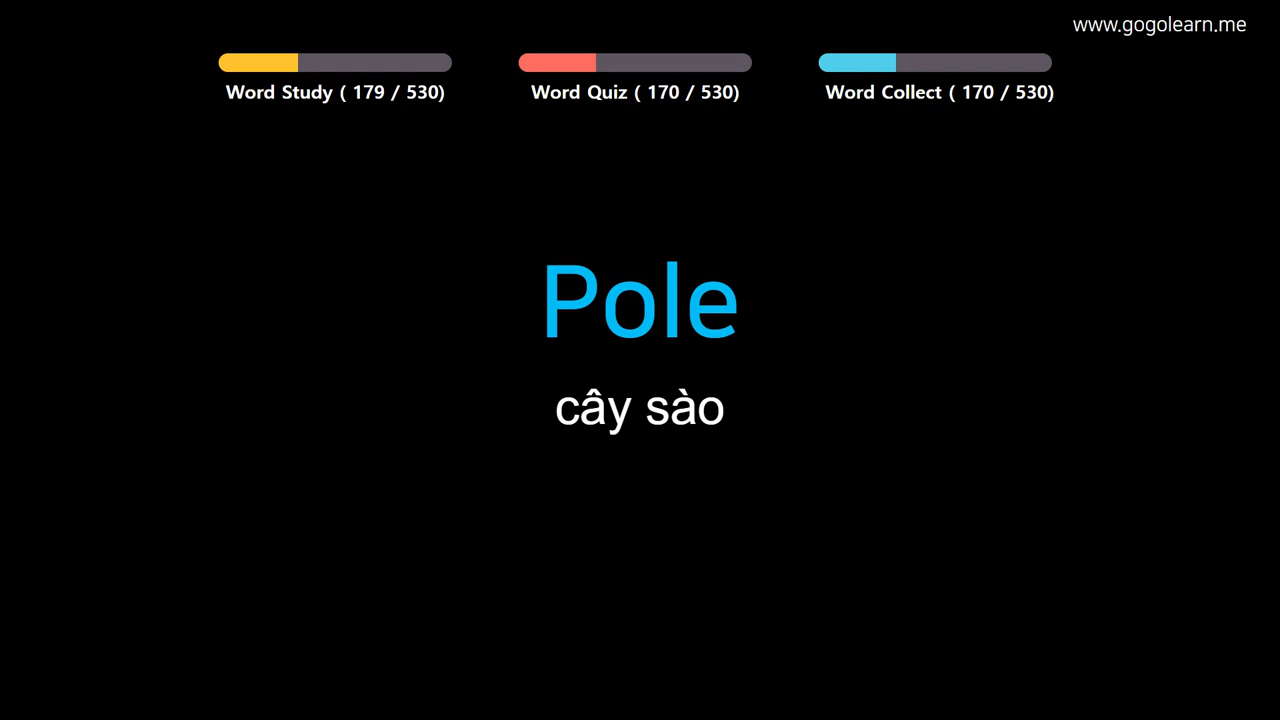 www.gogolearn.me
Word Study ( 179 / 530)
Word Quiz ( 170 / 530)
Word Collect ( 170 / 530)
Pole
cây sào